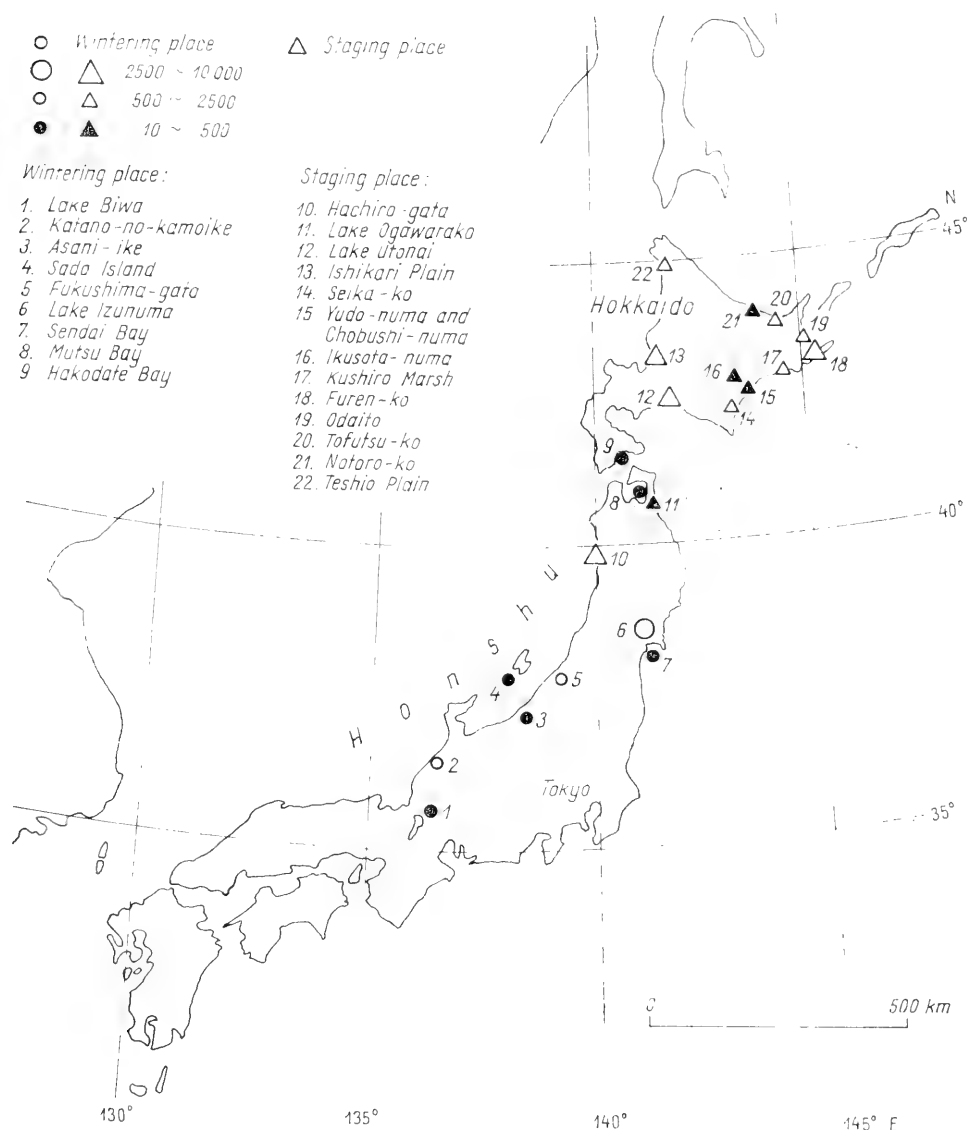 Wintering place
Staging place
2500 ~ 10 000
500 ~ 2500
10 ~ 500
Wintering place:
1. Lake Biwa
2. Katano-no-kamoike
3. Asani-ike
4. Sado Island
5 Fukushima-gata
6 Lake Izunuma
7. Sendai Bay
8. Mutsu Bay
9 Hakodate Bay
Staging place:
10. Hachiro-gata
11. Lake Ogawarako
12. Lake Utonai
13. Ishikari Plain
14. Seika-ko
15 Yudo-numa and
Chobushi-numa
16. Ikusota-numa
17. Kushiro Marsh
18. Furen-ko
19. Odaito
20. Tofutsu-ko
21. Notoro-ko
22. Teshio Plain
N
45°
22
Hokkaido
20
21
19
13
17
18
16
15
12
14
9
8
11
40°
10
Honshu
6
7
4
5
3
2
Tokyo
1
35°
0
500 km
130°
135°
140°
145° E